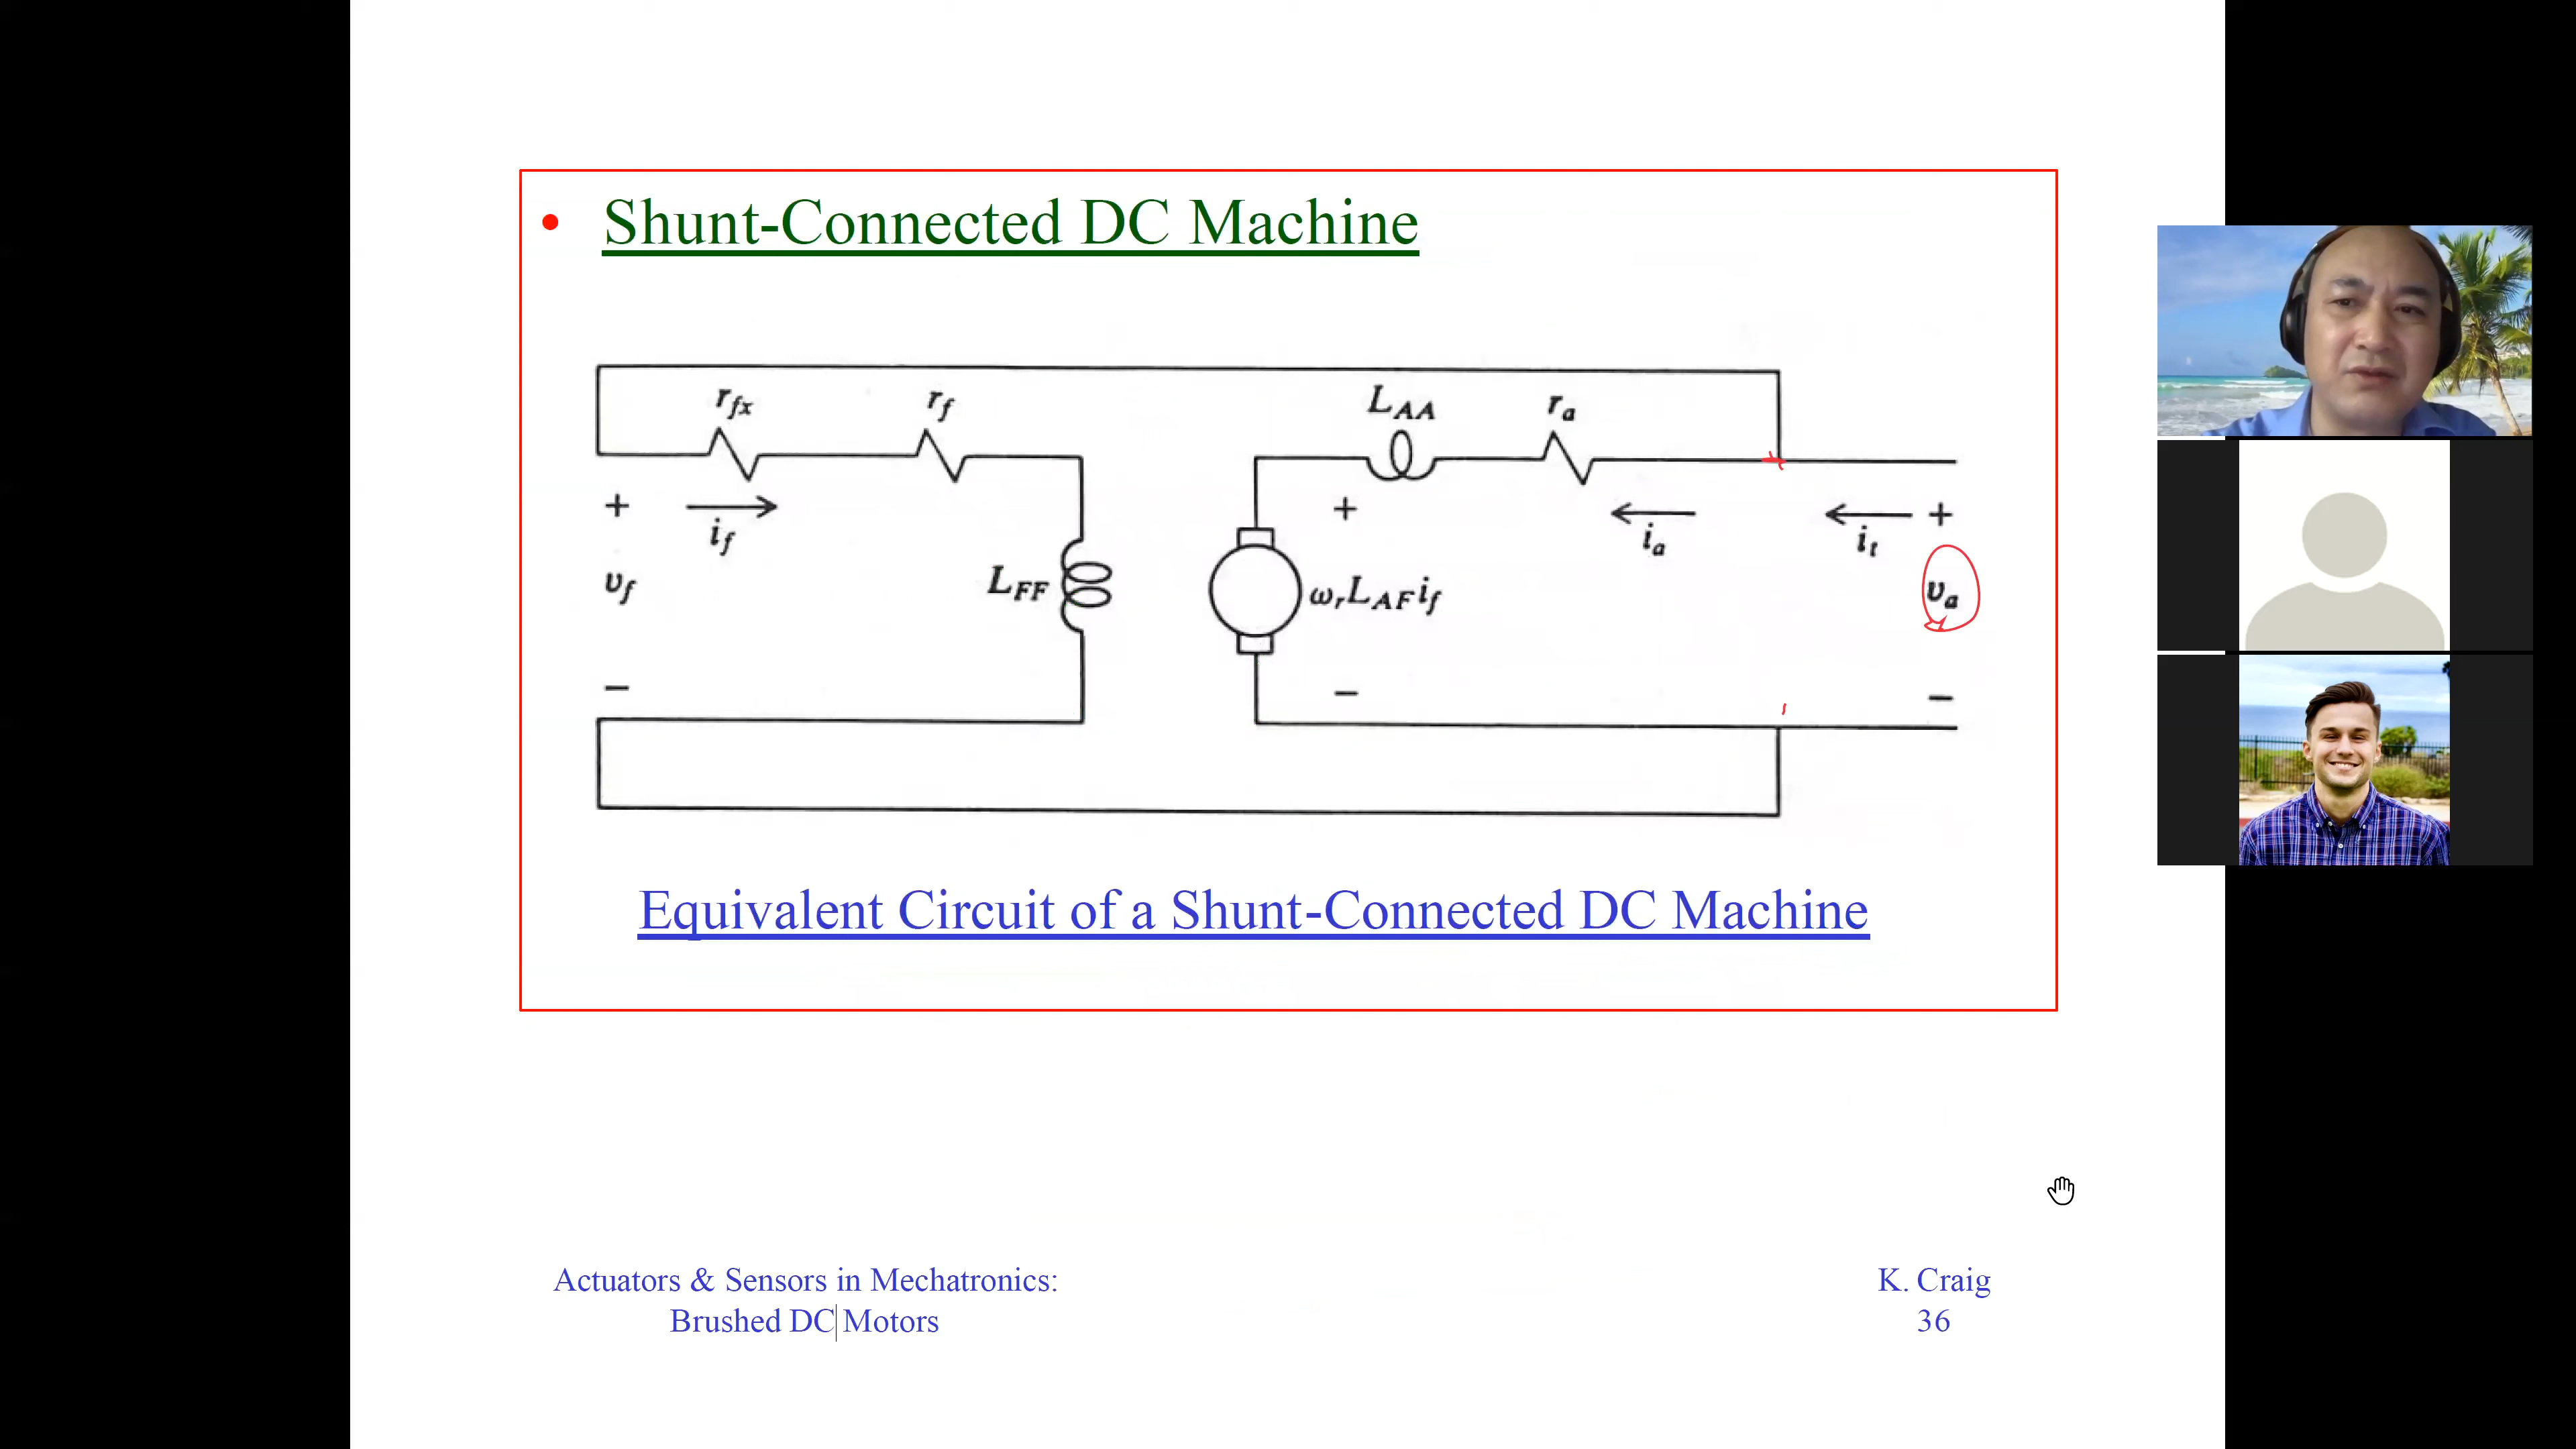 • Shunt-Connected DC Machine
r_fx r_f L_AA r_a
+ i_f + i_a i_t +
v_f L_FF ω_r L_AF i_f v_a
− − −
Equivalent Circuit of a Shunt-Connected DC Machine
Actuators & Sensors in Mechatronics:
Brushed DC Motors
K. Craig
36